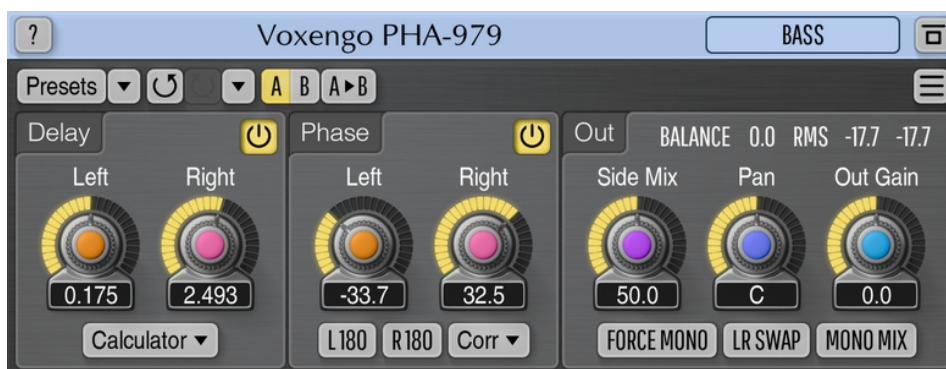 ? Voxengo PHA-979 BASS
Presets A B A▸B
Delay Phase Out BALANCE 0.0 RMS -17.7 -17.7
Left Right Left Right Side Mix Pan Out Gain
0.175 2.493 -33.7 32.5 50.0 C 0.0
Calculator L180 R180 Corr FORCE MONO LR SWAP MONO MIX